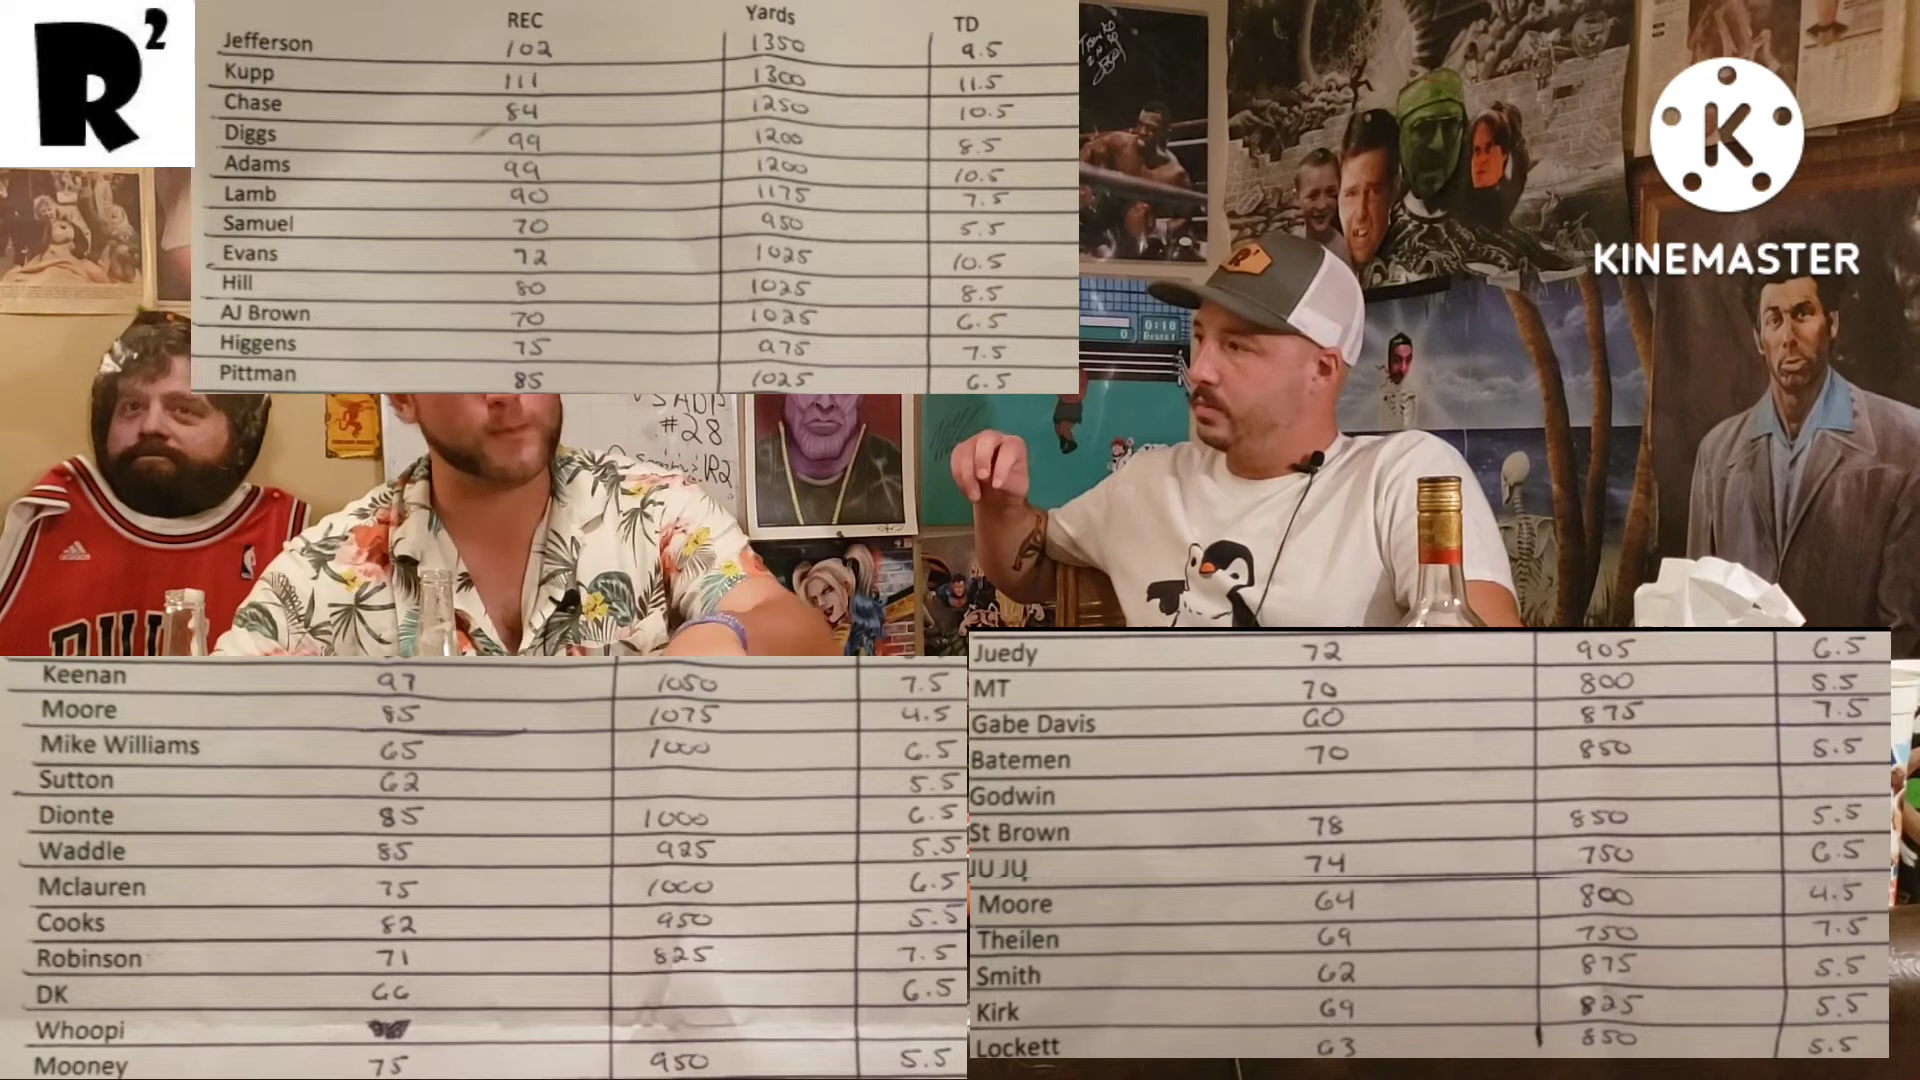 R²
REC Yards TD
Jefferson 102 1350 9.5
Kupp 111 1300 11.5
Chase 84 1250 10.5
Diggs 99 1200 8.5
Adams 99 1200 10.5
Lamb 90 1175 7.5
Samuel 70 950 5.5
Evans 72 1025 10.5
Hill 80 1025 8.5
AJ Brown 70 1025 6.5
Higgens 75 975 7.5
Pittman 85 1025 6.5
K
KINEMASTER
0:18
VS ADP
#28
R2
R²
adidas
BULL
Keenan 97 1050 7.5
Moore 85 1075 4.5
Mike Williams 65 1000 6.5
Sutton 62 5.5
Dionte 85 1000 6.5
Waddle 85 925 5.5
Mclauren 75 1000 6.5
Cooks 82 950 5.5
Robinson 71 825 7.5
DK 66 6.5
Whoopi
Mooney 75 950 5.5
Juedy 72 905 6.5
MT 70 800 5.5
Gabe Davis 60 875 7.5
Batemen 70 850 5.5
Godwin
St Brown 78 850 5.5
JU JU 74 750 6.5
Moore 64 800 4.5
Theilen 69 750 7.5
Smith 62 875 5.5
Kirk 69 825 5.5
Lockett 63 850 5.5